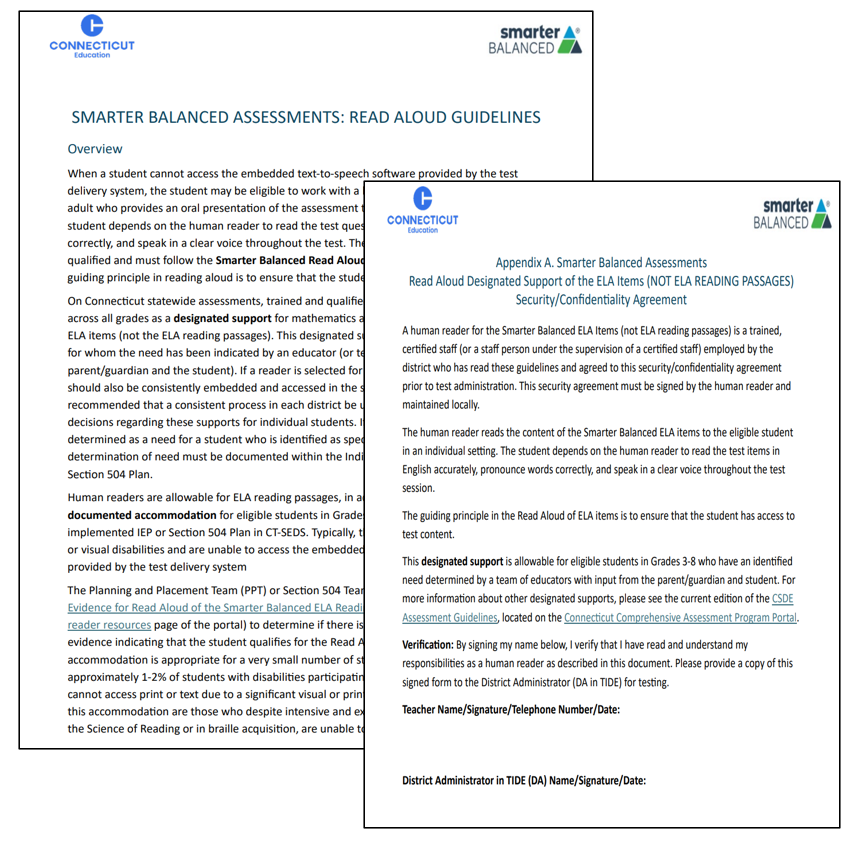 CONNECTICUT
Education
smarter
BALANCED
SMARTER BALANCED ASSESSMENTS: READ ALOUD GUIDELINES
Overview
When a student cannot access the embedded text-to-speech software provided by the test
delivery system, the student may be eligible to work with a
adult who provides an oral presentation of the assessment
student depends on the human reader to read the test
correctly, and speak in a clear voice throughout the test. The
qualified and must follow the Smarter Balanced Read
guiding principle in reading aloud is to ensure that the
On Connecticut statewide assessments, trained and
across all grades as a designated support for mathematics
ELA items (not the ELA reading passages). This designated
for whom the need has been indicated by an educator (or
parent/guardian and the student). If a reader is selected for
should also be consistently embedded and accessed in the
recommended that a consistent process in each district be
decisions regarding these supports for individual students.
determined as a need for a student who is identified as
determination of need must be documented within the
Section 504 Plan.
Human readers are allowable for ELA reading passages, in
documented accommodation for eligible students in
implemented IEP or Section 504 Plan in CT-SEDS. Typically,
or visual disabilities and are unable to access the embedded
provided by the test delivery system
The Planning and Placement Team (PPT) or Section 504
Evidence for Read Aloud of the Smarter Balanced ELA
reader resources page of the portal) to determine if there is
evidence indicating that the student qualifies for the Read
accommodation is appropriate for a very small number of
approximately 1-2% of students with disabilities
cannot access print or text due to a significant visual or
this accommodation are those who despite intensive and
the Science of Reading or in braille acquisition, are unable
CONNECTICUT
Education
smarter
BALANCED
Appendix A. Smarter Balanced Assessments
Read Aloud Designated Support of the ELA Items (NOT ELA READING PASSAGES)
Security/Confidentiality Agreement
A human reader for the Smarter Balanced ELA Items (not ELA reading passages) is a trained,
certified staff (or a staff person under the supervision of a certified staff) employed by the
district who has read these guidelines and agreed to this security/confidentiality agreement
prior to test administration. This security agreement must be signed by the human reader and
maintained locally.
The human reader reads the content of the Smarter Balanced ELA items to the eligible student
in an individual setting. The student depends on the human reader to read the test items in
English accurately, pronounce words correctly, and speak in a clear voice throughout the test
session.
The guiding principle in the Read Aloud of ELA items is to ensure that the student has access to
test content.
This designated support is allowable for eligible students in Grades 3-8 who have an identified
need determined by a team of educators with input from the parent/guardian and student. For
more information about other designated supports, please see the current edition of the CSDE
Assessment Guidelines, located on the Connecticut Comprehensive Assessment Program Portal.
Verification: By signing my name below, I verify that I have read and understand my
responsibilities as a human reader as described in this document. Please provide a copy of this
signed form to the District Administrator (DA in TIDE) for testing.
Teacher Name/Signature/Telephone Number/Date:
District Administrator in TIDE (DA) Name/Signature/Date: